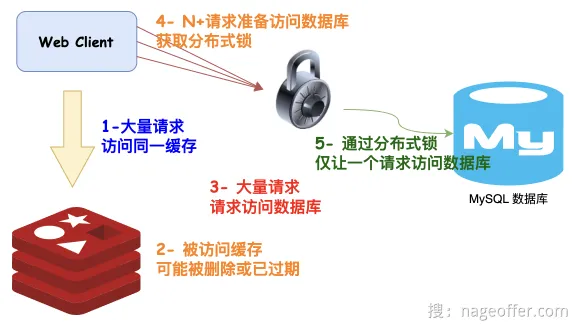 4- N+请求准备访问数据库
获取分布式锁
Web Client
1-大量请求
访问同一缓存
5- 通过分布式锁
仅让一个请求访问数据库
My
MySQL 数据库
3- 大量请求
请求访问数据库
2- 被访问缓存
可能被删除或已过期
搜：nageoffer.com